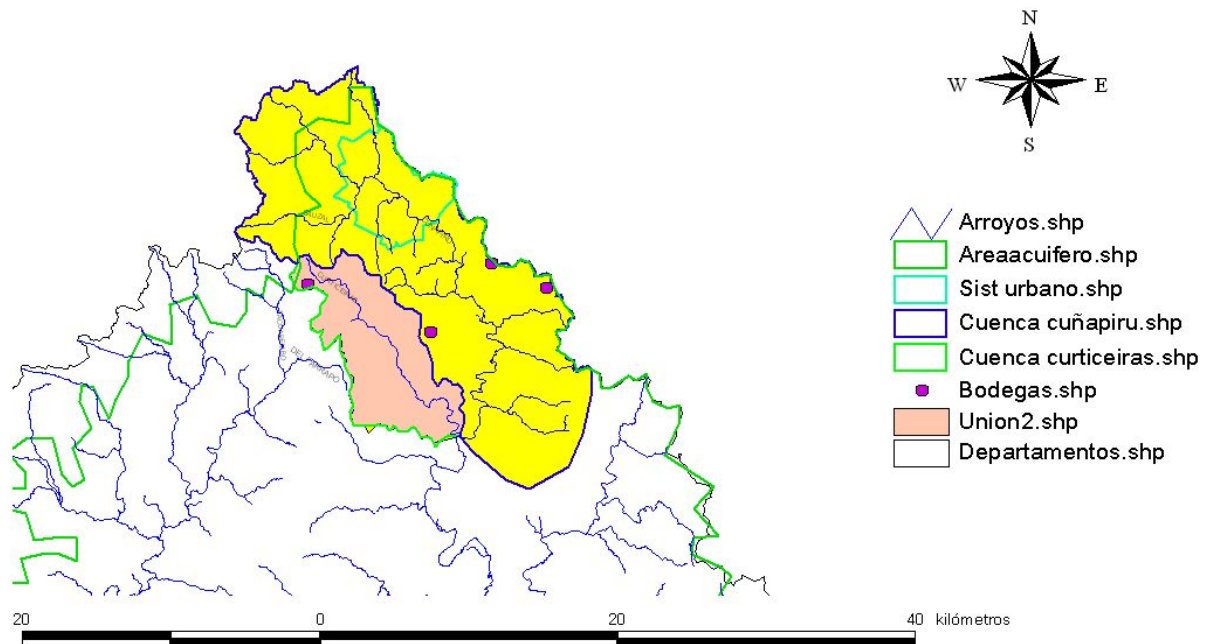 N
W
E
S
Arroyos.shp
Areaacuifero.shp
Sist urbano.shp
Cuenca cuñapiru.shp
Cuenca curticeiras.shp
Bodegas.shp
Union2.shp
Departamentos.shp
20
0
20
40
kilómetros